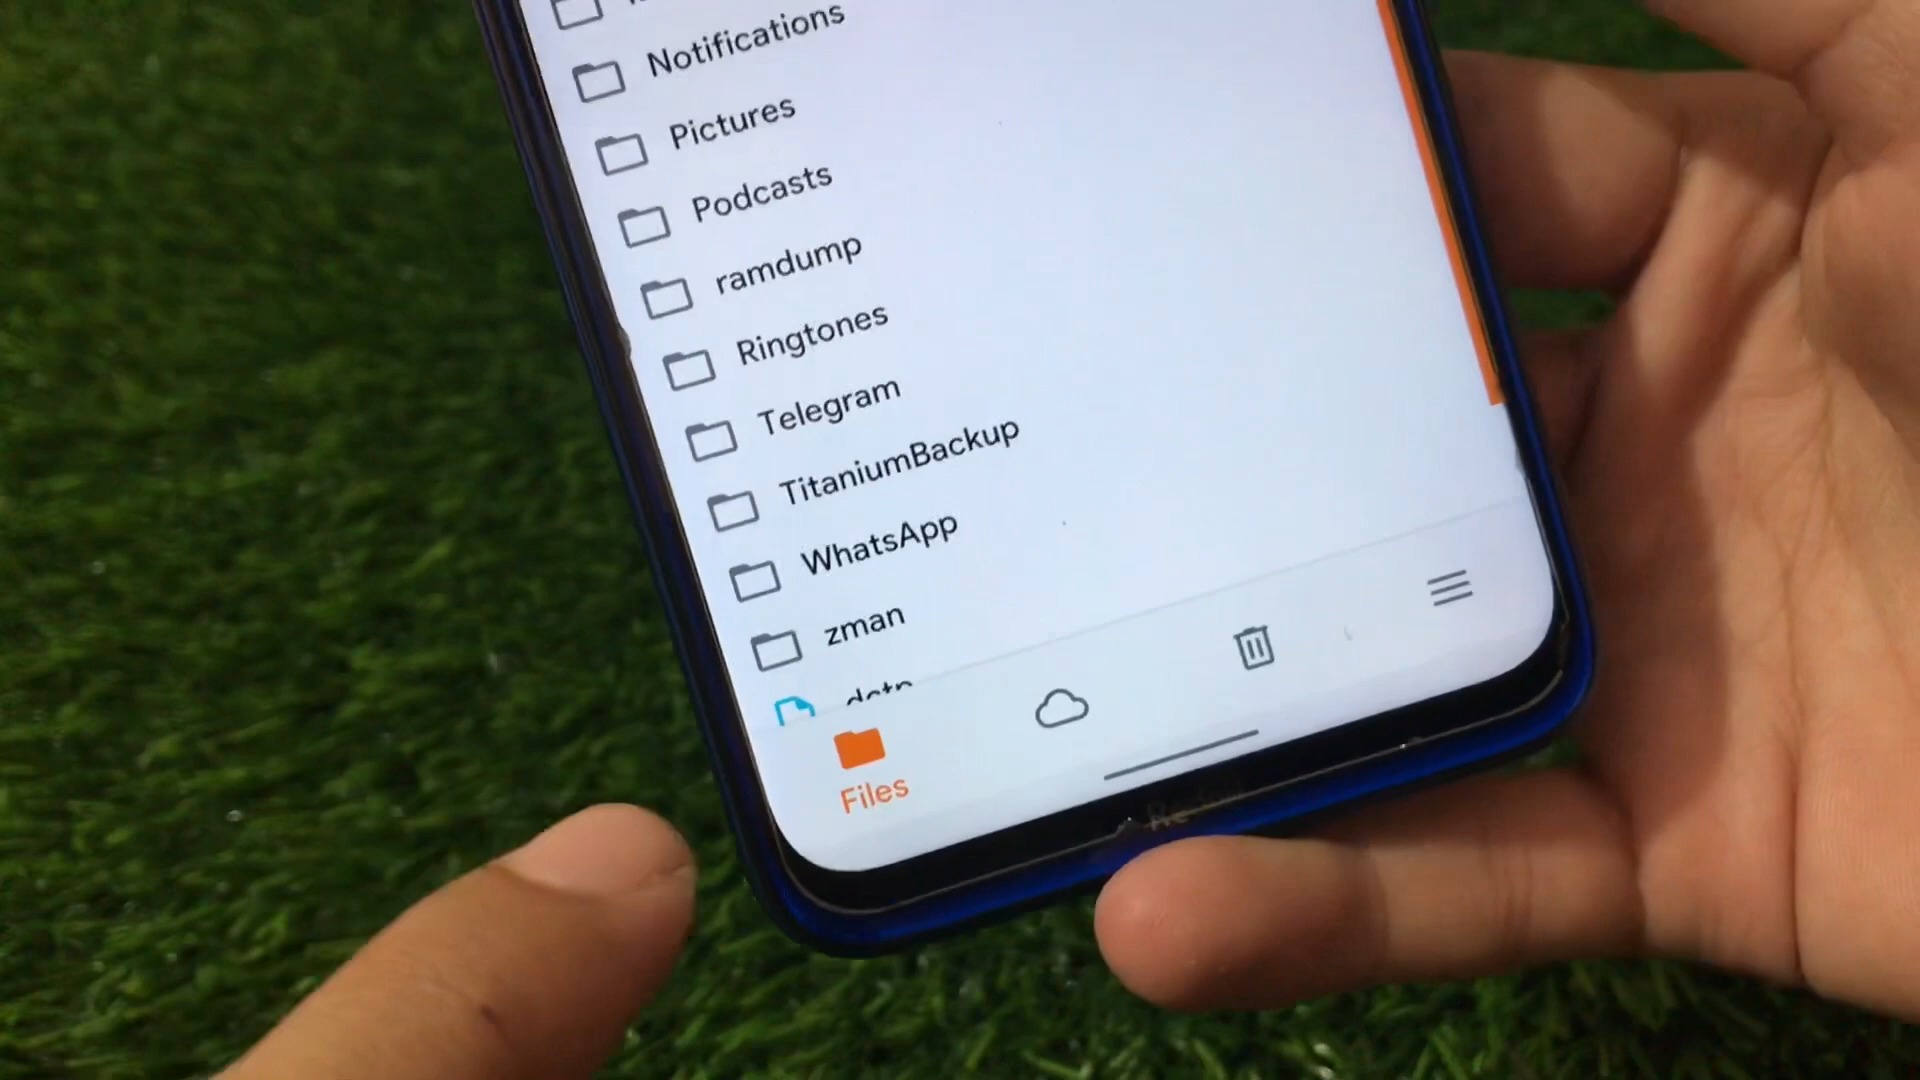 Notifications
Pictures
Podcasts
ramdump
Ringtones
Telegram
TitaniumBackup
WhatsApp
zman
Files